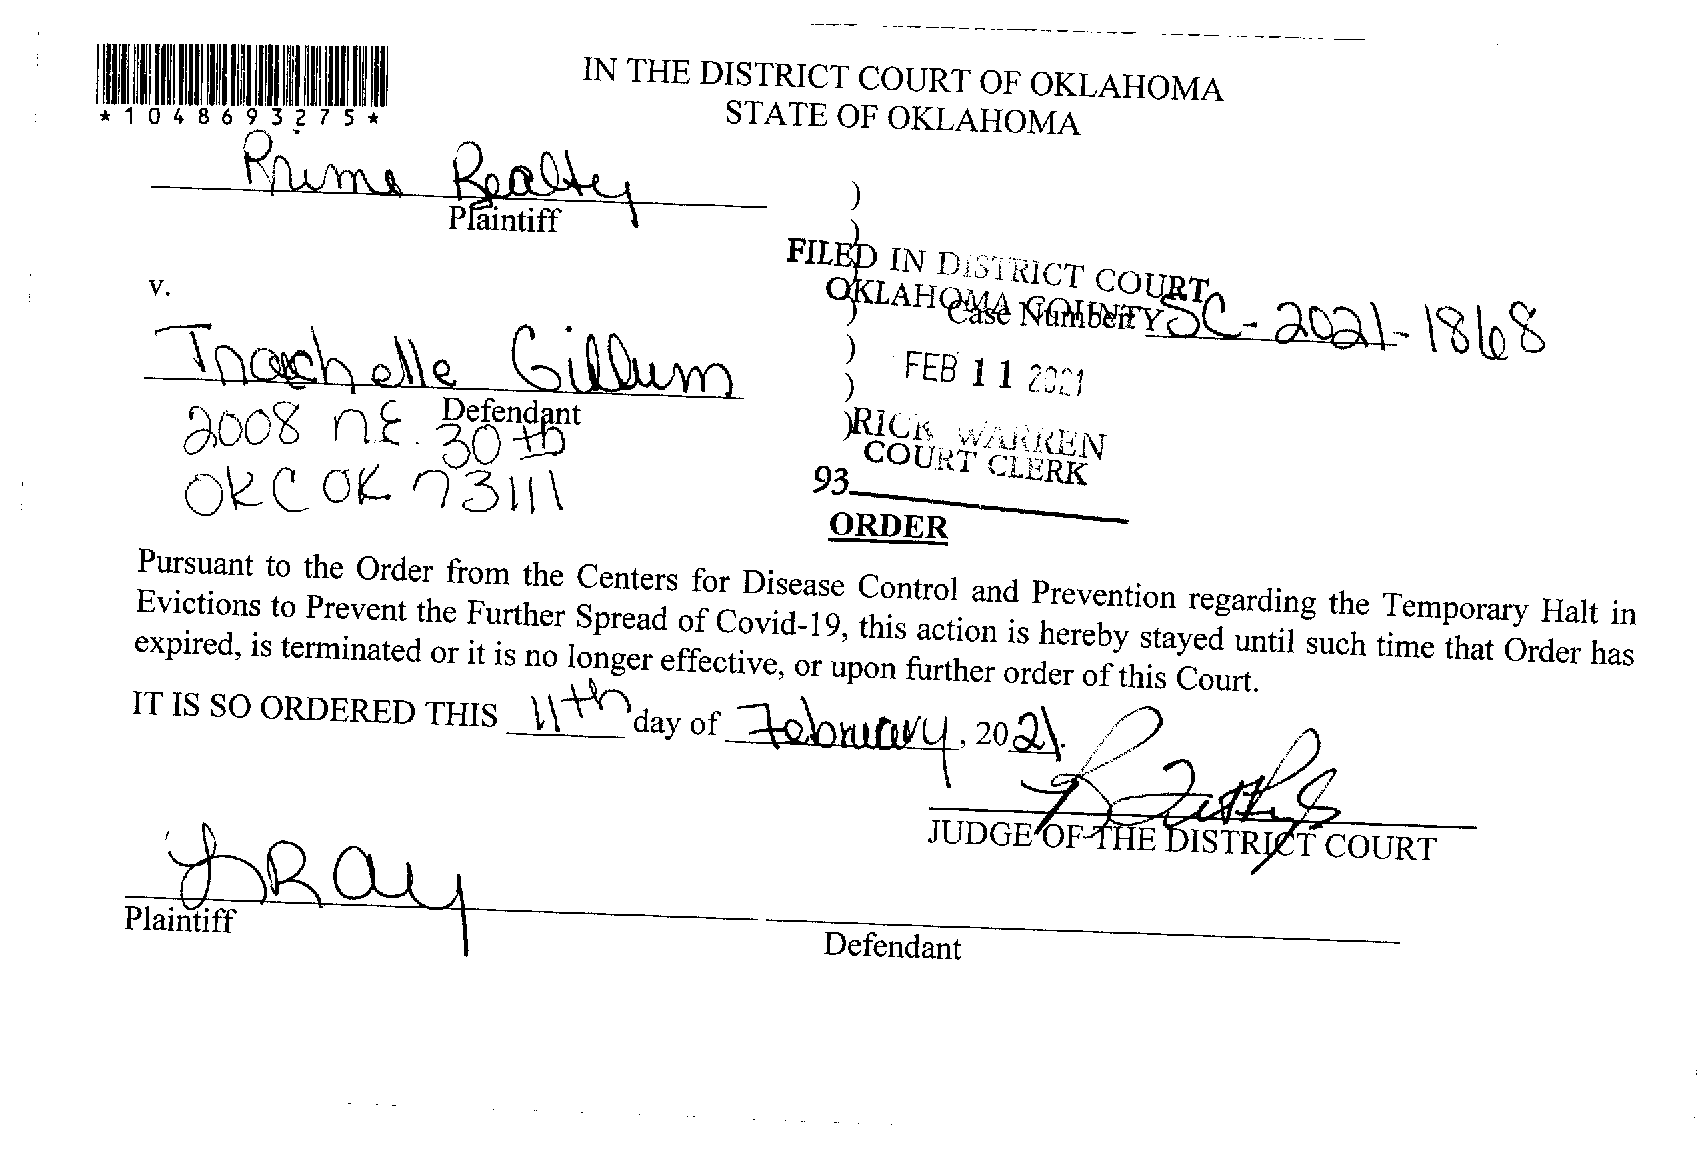 *1048693275*
IN THE DISTRICT COURT OF OKLAHOMA
STATE OF OKLAHOMA
Prime Realty
Plaintiff
)
)
FILED IN DISTRICT COURT
OKLAHOMA COUNTY
v.
)
Case Number SC-2021-1868
Trachelle Gillum
)
FEB 11 2021
)
Defendant
2008 N.E. 30th
)
RICK WARREN
COURT CLERK
OKC OK 73111
93
ORDER
Pursuant to the Order from the Centers for Disease Control and Prevention regarding the Temporary Halt in
Evictions to Prevent the Further Spread of Covid-19, this action is hereby stayed until such time that Order has
expired, is terminated or it is no longer effective, or upon further order of this Court.
IT IS SO ORDERED THIS 11th day of February, 2021.
JUDGE OF THE DISTRICT COURT
Plaintiff
Defendant